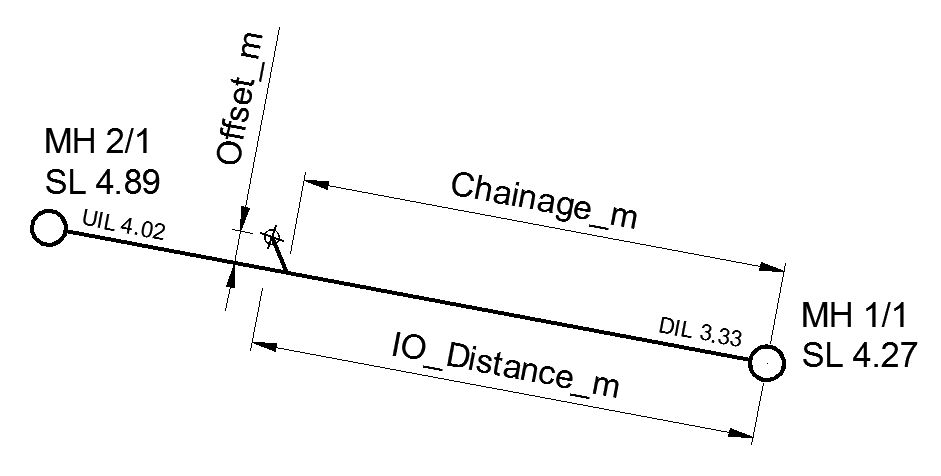 Offset_m
MH 2/1
SL 4.89
UIL 4.02
Chainage_m
DIL 3.33
MH 1/1
SL 4.27
IO_Distance_m